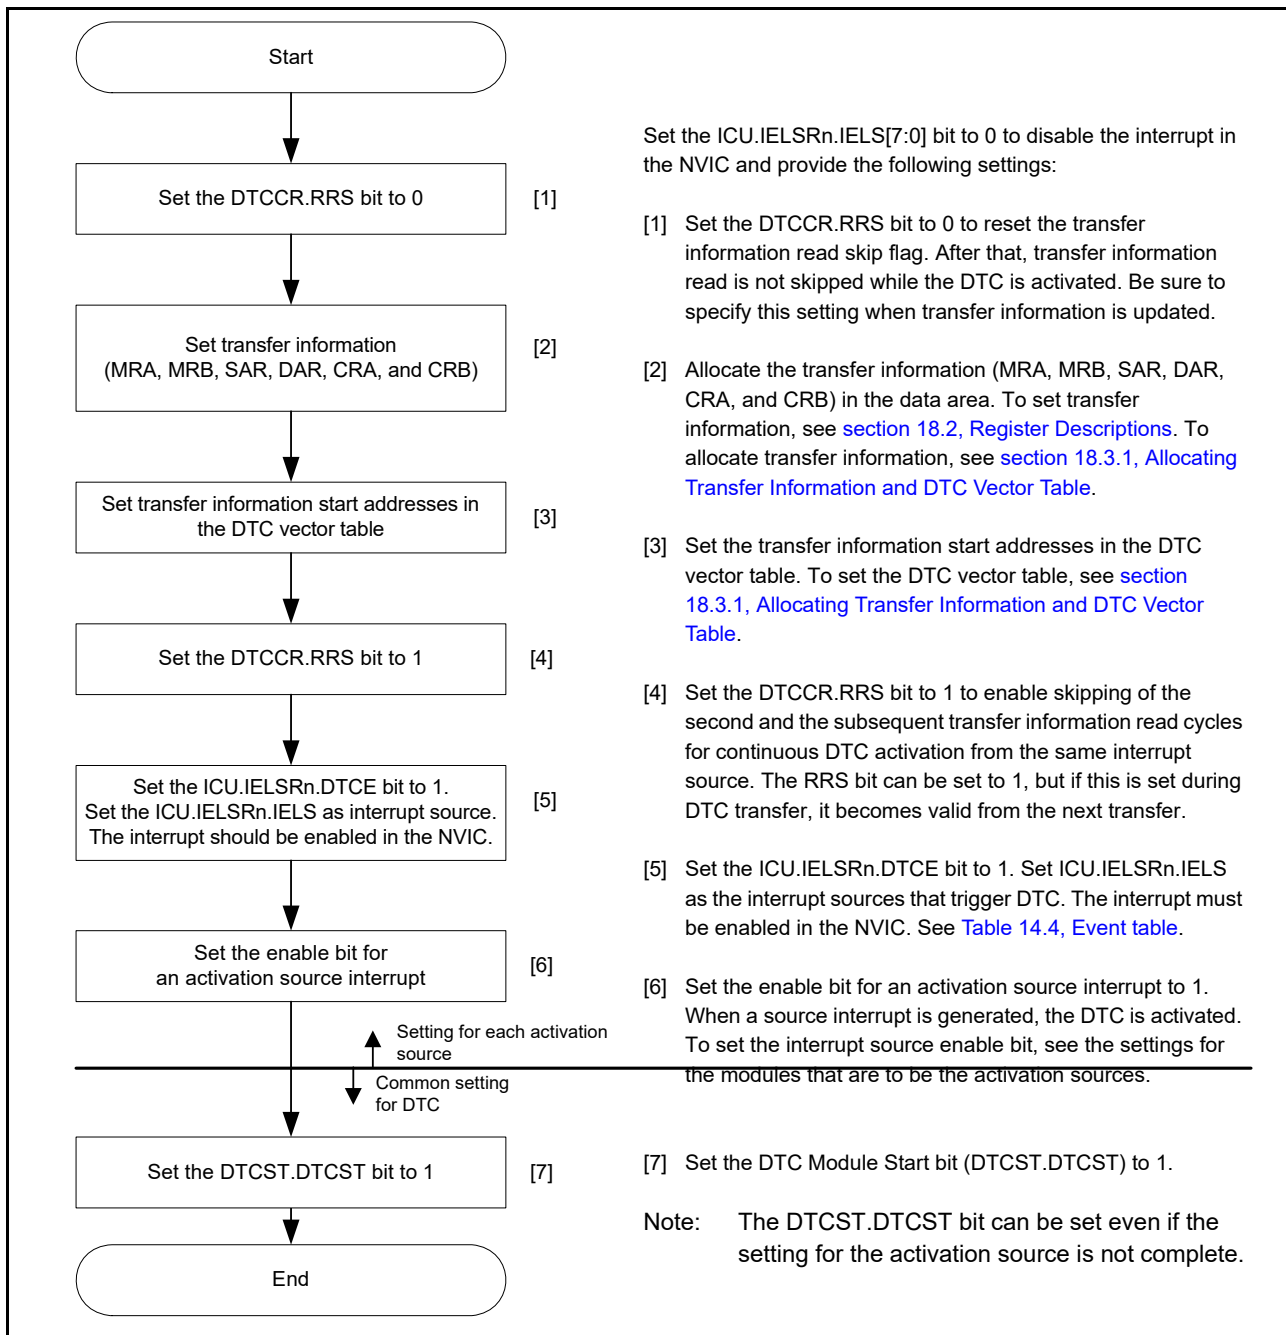 Start
Set the DTCCR.RRS bit to 0
[1]
Set transfer information
(MRA, MRB, SAR, DAR, CRA, and CRB)
[2]
Set transfer information start addresses in
the DTC vector table
[3]
Set the DTCCR.RRS bit to 1
[4]
Set the ICU.IELSRn.DTCE bit to 1.
Set the ICU.IELSRn.IELS as interrupt source.
The interrupt should be enabled in the NVIC.
[5]
Set the enable bit for
an activation source interrupt
[6]
Setting for each activation
source
Common setting
for DTC
Set the DTCST.DTCST bit to 1
[7]
End
Set the ICU.IELSRn.IELS[7:0] bit to 0 to disable the interrupt in
the NVIC and provide the following settings:
[1] Set the DTCCR.RRS bit to 0 to reset the transfer
information read skip flag. After that, transfer information
read is not skipped while the DTC is activated. Be sure to
specify this setting when transfer information is updated.
[2] Allocate the transfer information (MRA, MRB, SAR, DAR,
CRA, and CRB) in the data area. To set transfer
information, see section 18.2, Register Descriptions. To
allocate transfer information, see section 18.3.1, Allocating
Transfer Information and DTC Vector Table.
[3] Set the transfer information start addresses in the DTC
vector table. To set the DTC vector table, see section
18.3.1, Allocating Transfer Information and DTC Vector
Table.
[4] Set the DTCCR.RRS bit to 1 to enable skipping of the
second and the subsequent transfer information read cycles
for continuous DTC activation from the same interrupt
source. The RRS bit can be set to 1, but if this is set during
DTC transfer, it becomes valid from the next transfer.
[5] Set the ICU.IELSRn.DTCE bit to 1. Set ICU.IELSRn.IELS
as the interrupt sources that trigger DTC. The interrupt must
be enabled in the NVIC. See Table 14.4, Event table.
[6] Set the enable bit for an activation source interrupt to 1.
When a source interrupt is generated, the DTC is activated.
To set the interrupt source enable bit, see the settings for
the modules that are to be the activation sources.
[7] Set the DTC Module Start bit (DTCST.DTCST) to 1.
Note: The DTCST.DTCST bit can be set even if the
setting for the activation source is not complete.